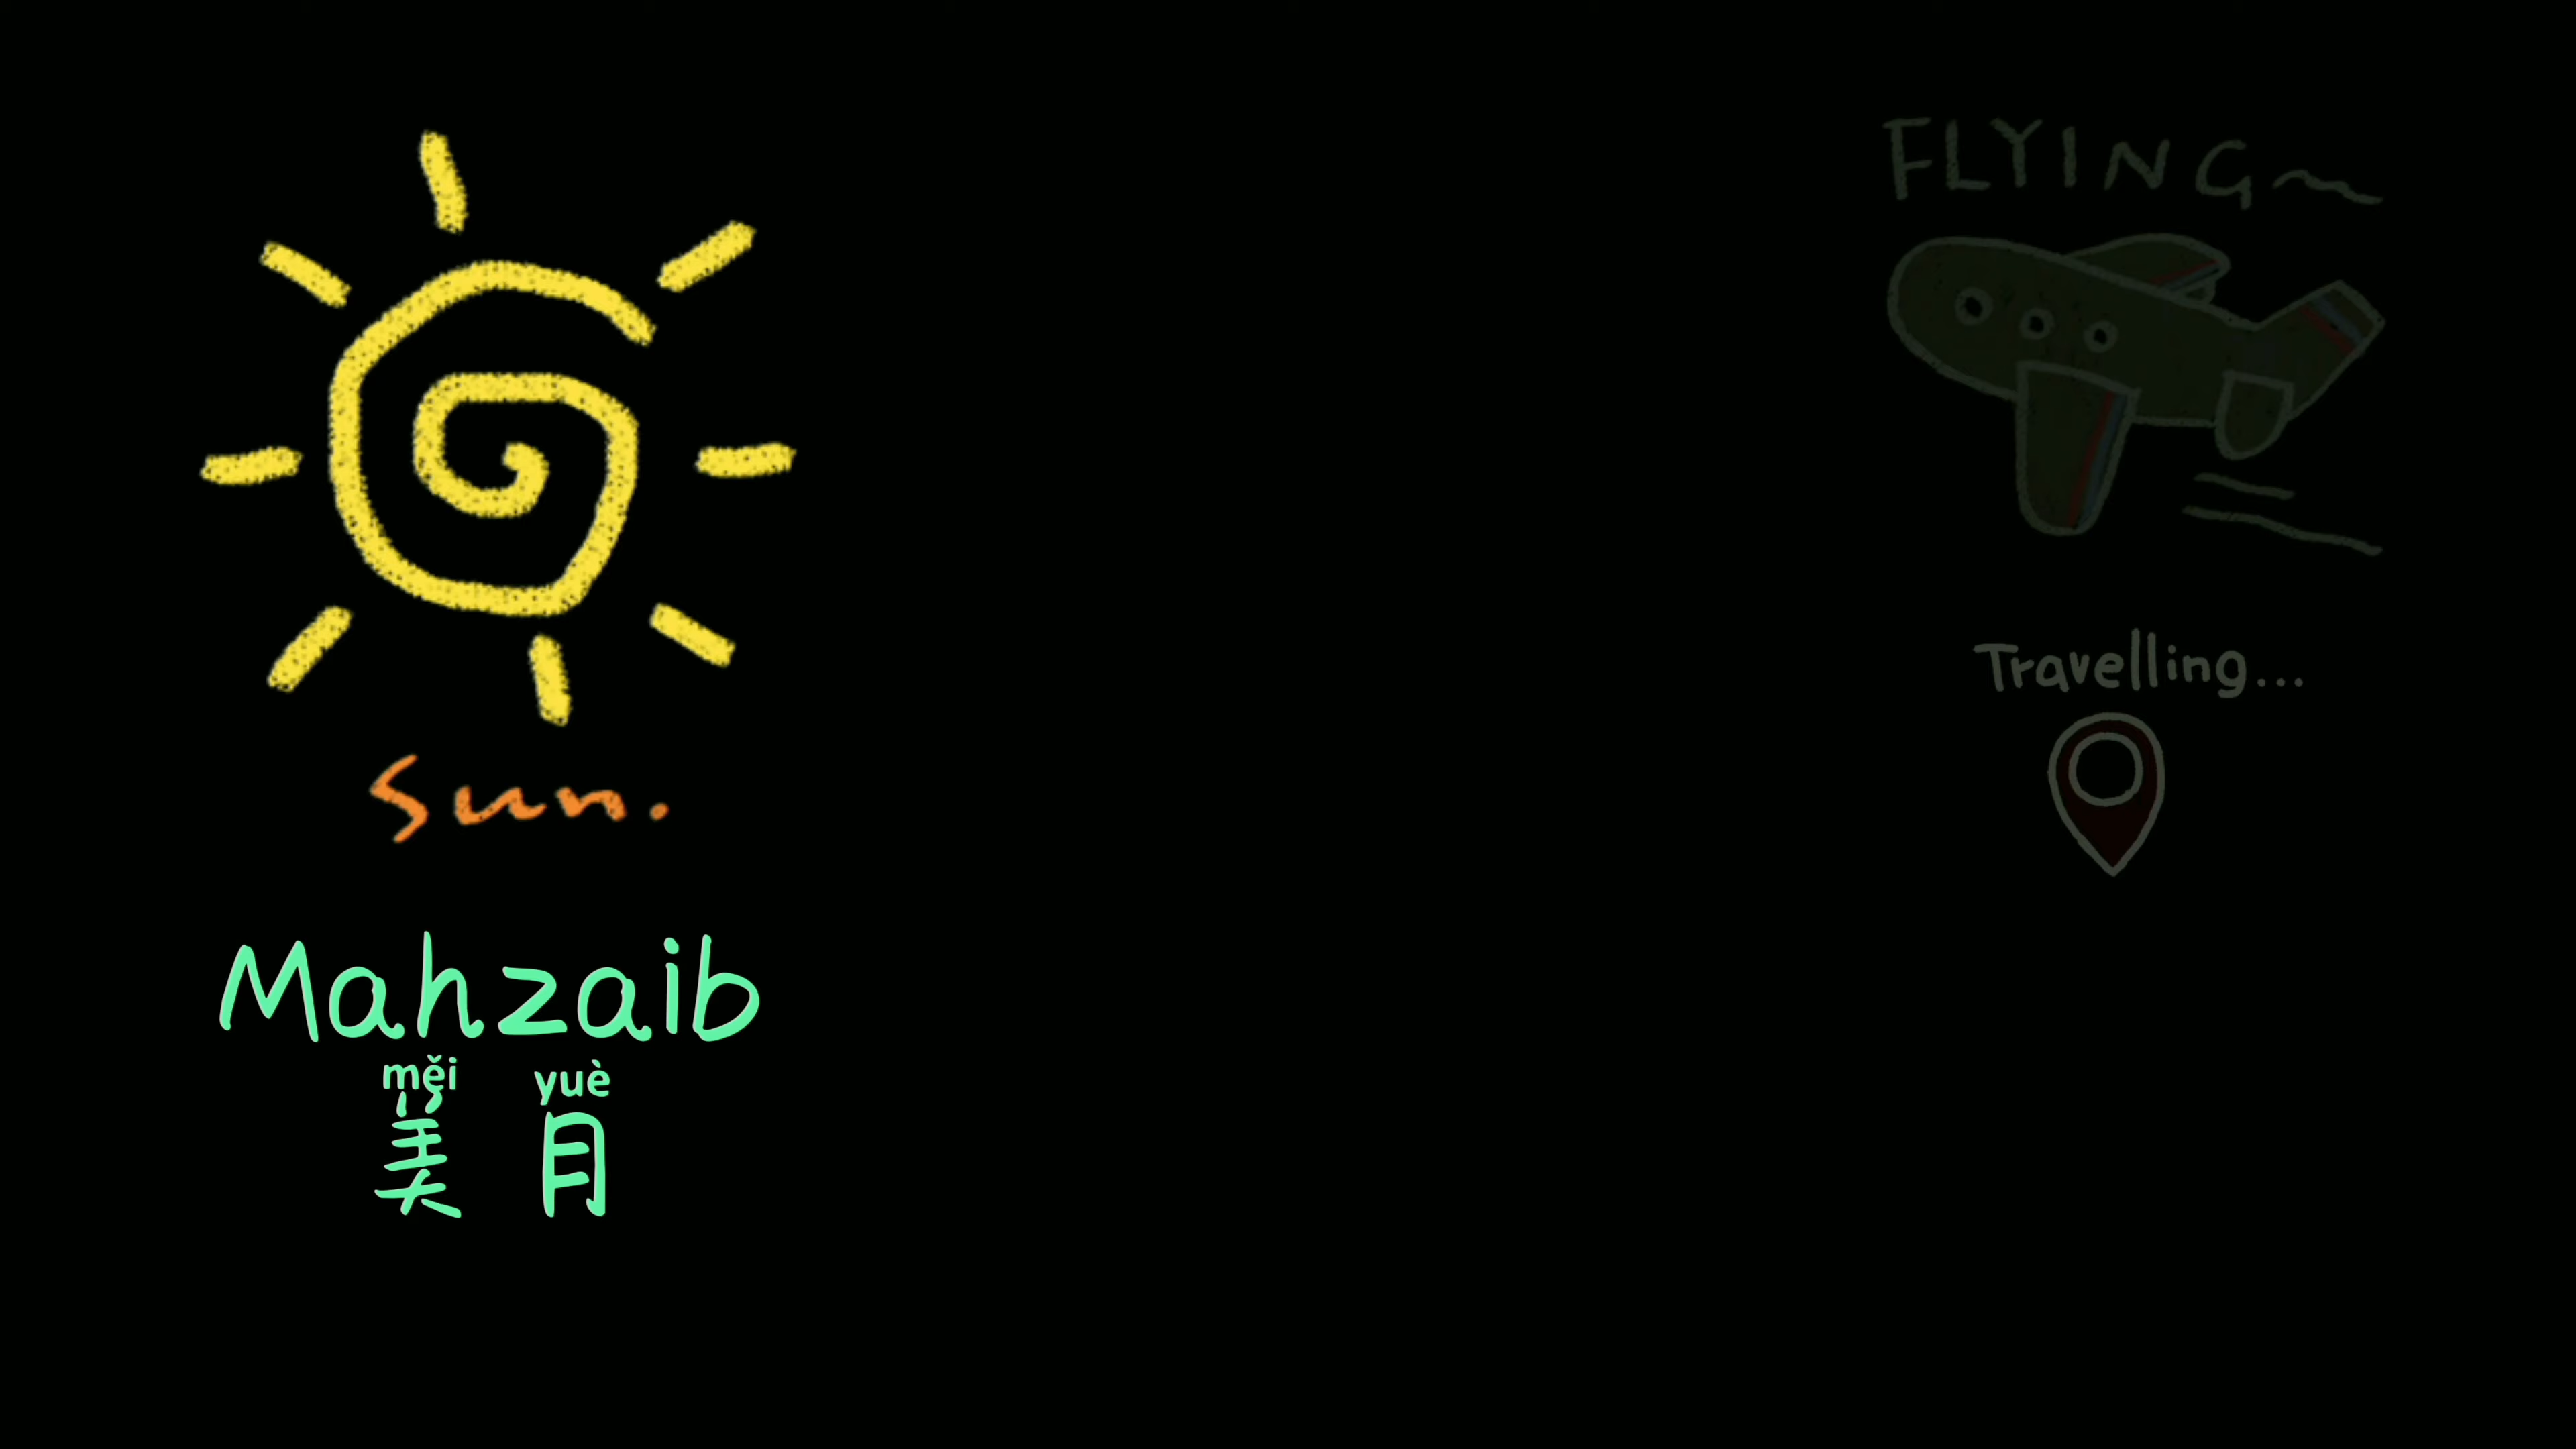 FLYING~
Travelling...
Sun.
Mahzaib
měi yuè
美月